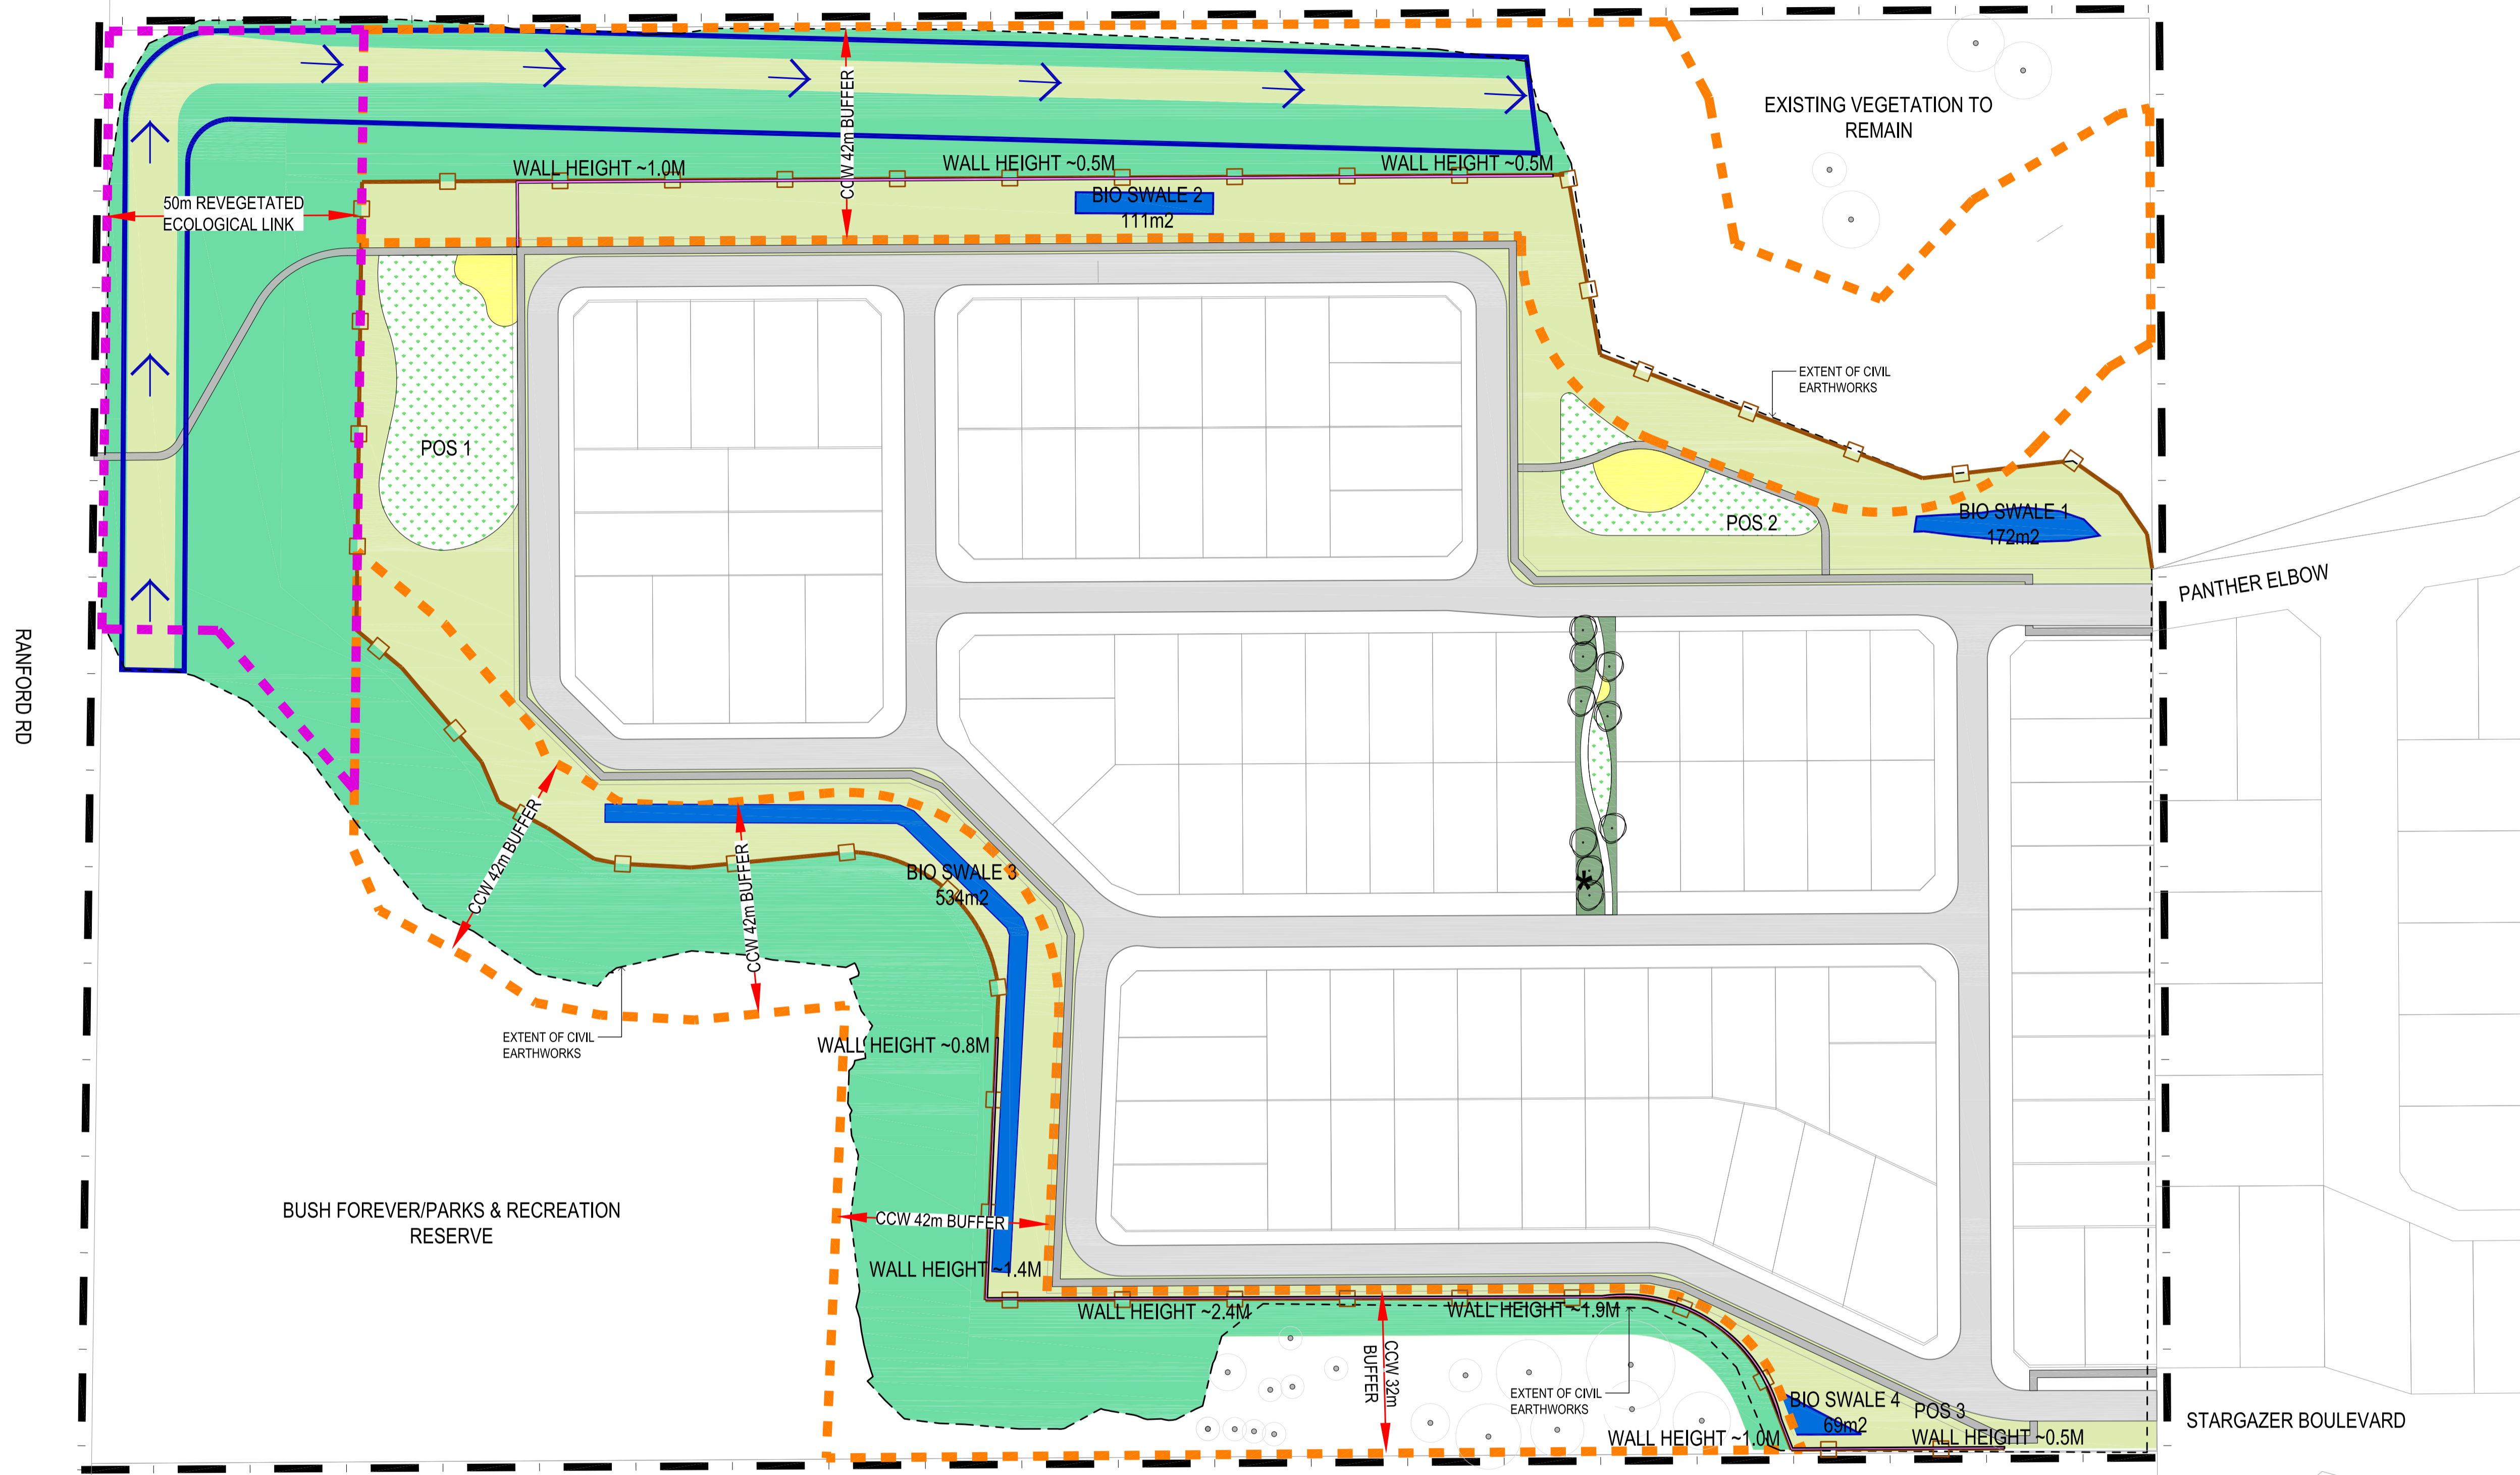 CCW 42m BUFFER
EXISTING VEGETATION TO
REMAIN
WALL HEIGHT ~1.0M
WALL HEIGHT ~0.5M
WALL HEIGHT ~0.5M
50m REVEGETATED
ECOLOGICAL LINK
BIO SWALE 2
111m2
EXTENT OF CIVIL
EARTHWORKS
POS 1
POS 2
BIO SWALE 1
172m2
PANTHER ELBOW
RANFORD RD
CCW 42m BUFFER
CCW 42m BUFFER
BIO SWALE 3
534m2
*
EXTENT OF CIVIL
EARTHWORKS
WALL HEIGHT ~0.8M
BUSH FOREVER/PARKS & RECREATION
RESERVE
CCW 42m BUFFER
WALL HEIGHT ~1.4M
WALL HEIGHT ~2.4M
WALL HEIGHT ~1.9M
CCW 32m
BUFFER
EXTENT OF CIVIL
EARTHWORKS
BIO SWALE 4
69m2
POS 3
WALL HEIGHT ~1.0M
WALL HEIGHT ~0.5M
STARGAZER BOULEVARD